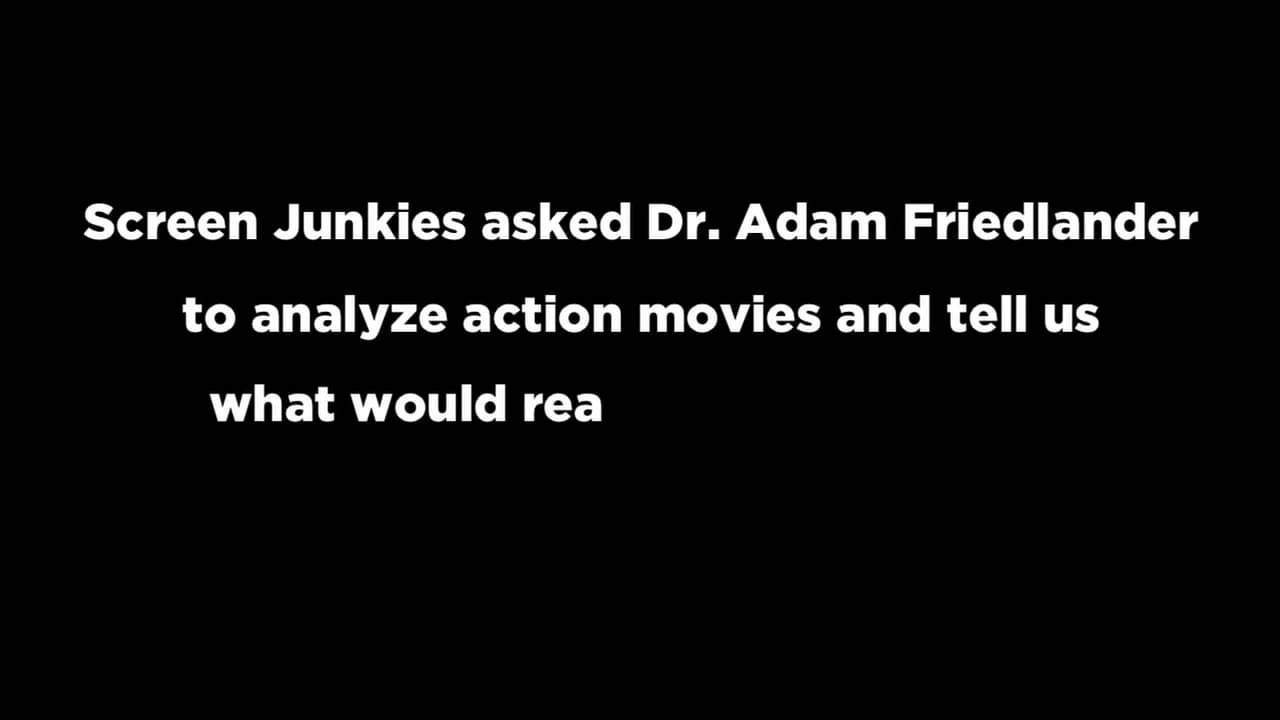 Screen Junkies asked Dr. Adam Friedlander
to analyze action movies and tell us
what would rea